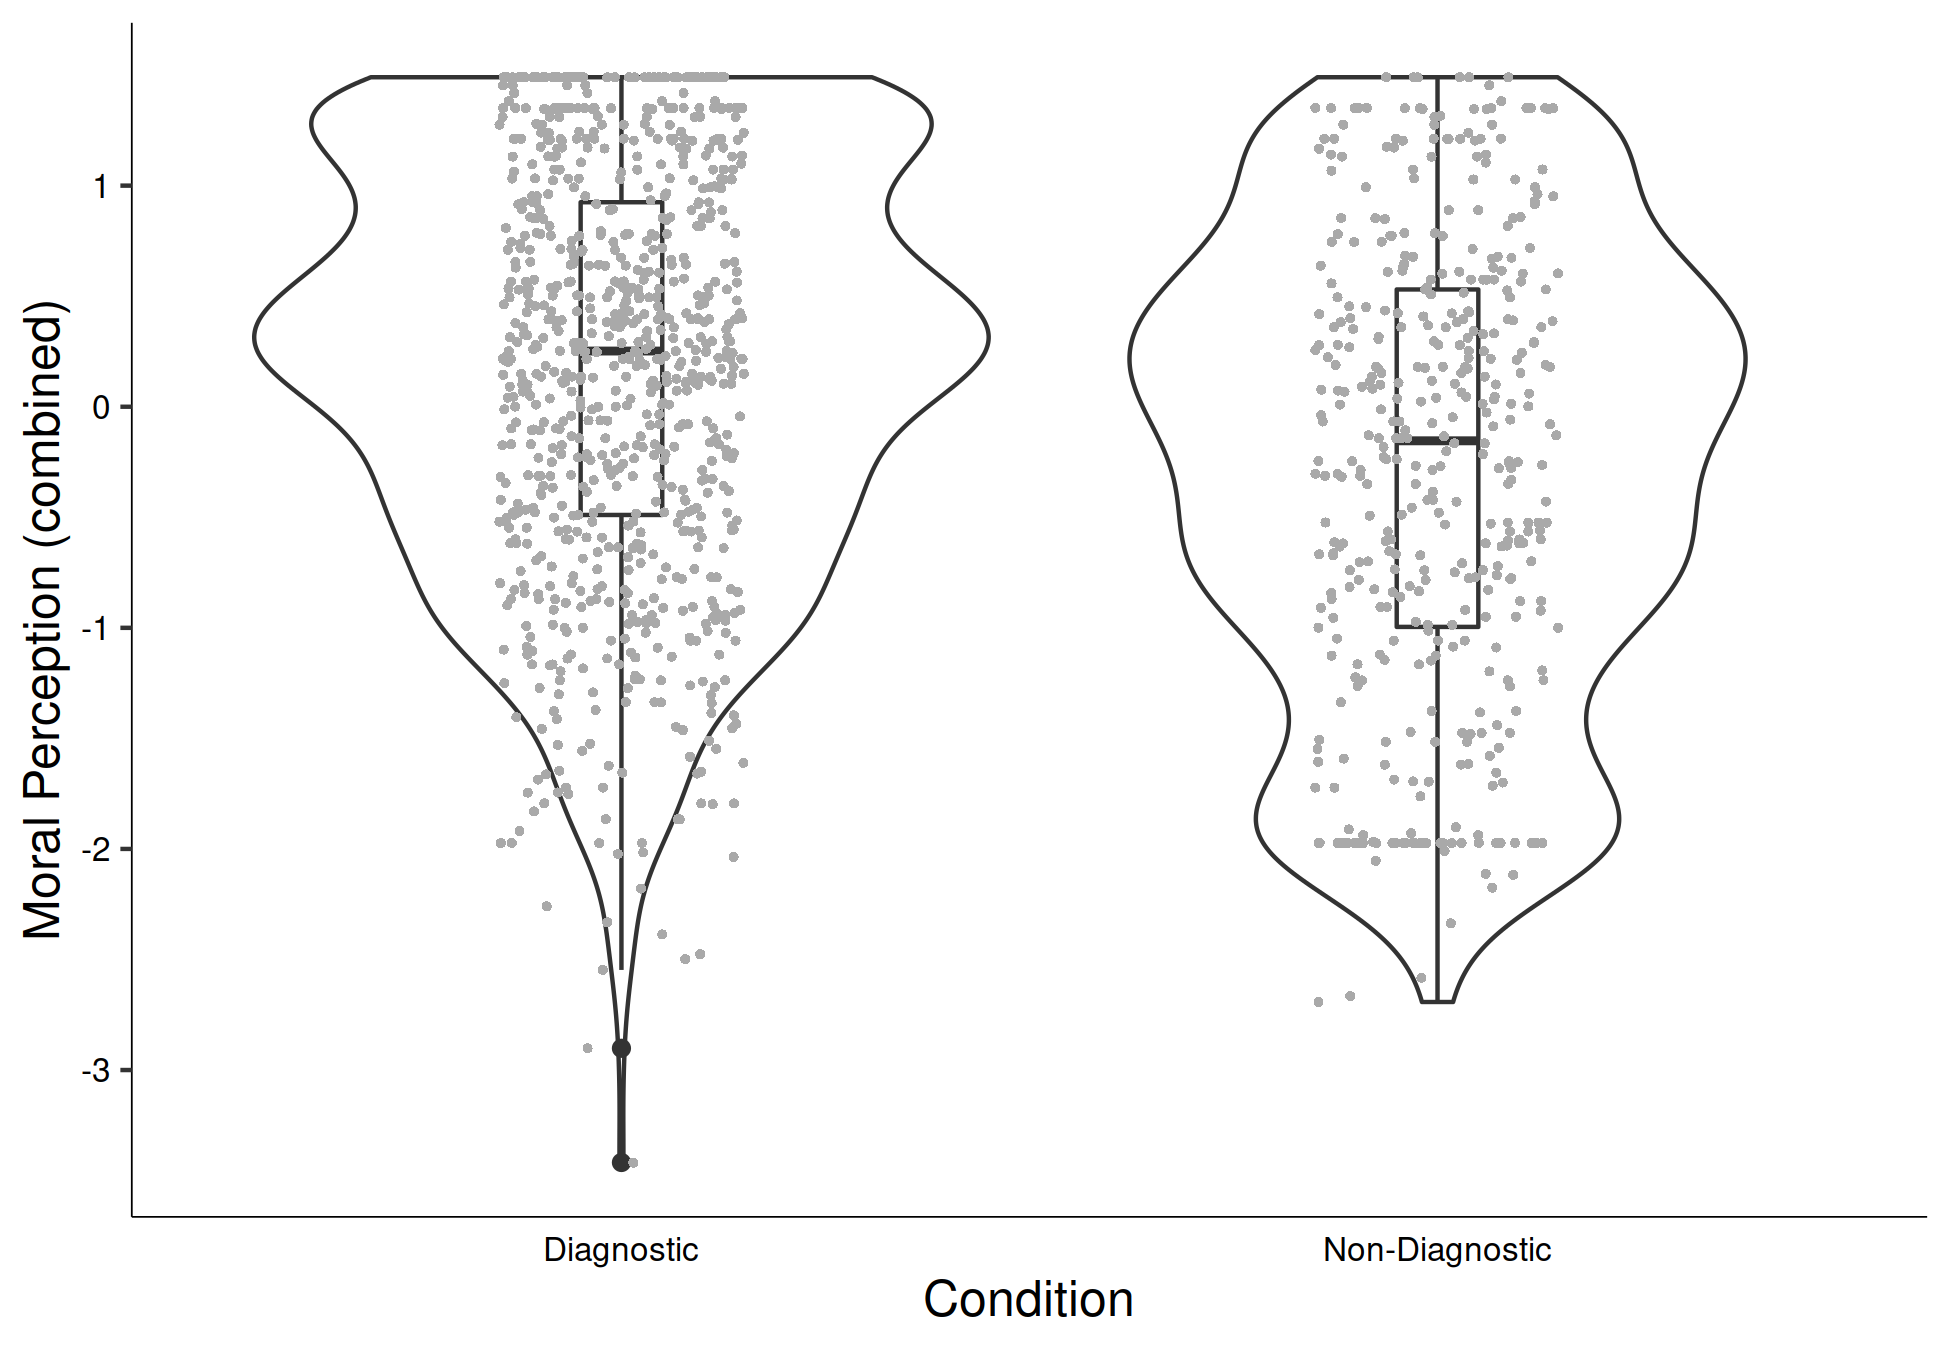 Moral Perception (combined)
1
0
-1
-2
-3
Diagnostic
Non-Diagnostic
Condition